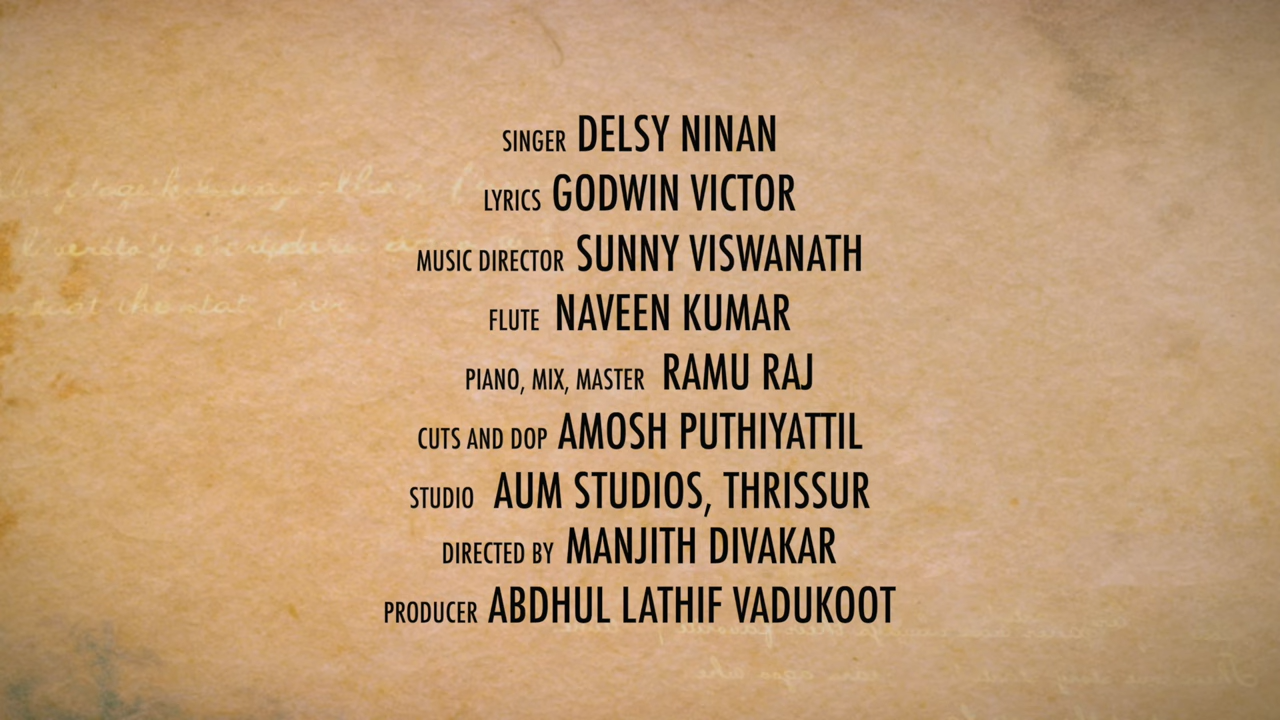 SINGER DELSY NINAN
LYRICS GODWIN VICTOR
MUSIC DIRECTOR SUNNY VISWANATH
FLUTE NAVEEN KUMAR
PIANO, MIX, MASTER RAMU RAJ
CUTS AND DOP AMOSH PUTHIYATTIL
STUDIO AUM STUDIOS, THRISSUR
DIRECTED BY MANJITH DIVAKAR
PRODUCER ABDHUL LATHIF VADUKOOT